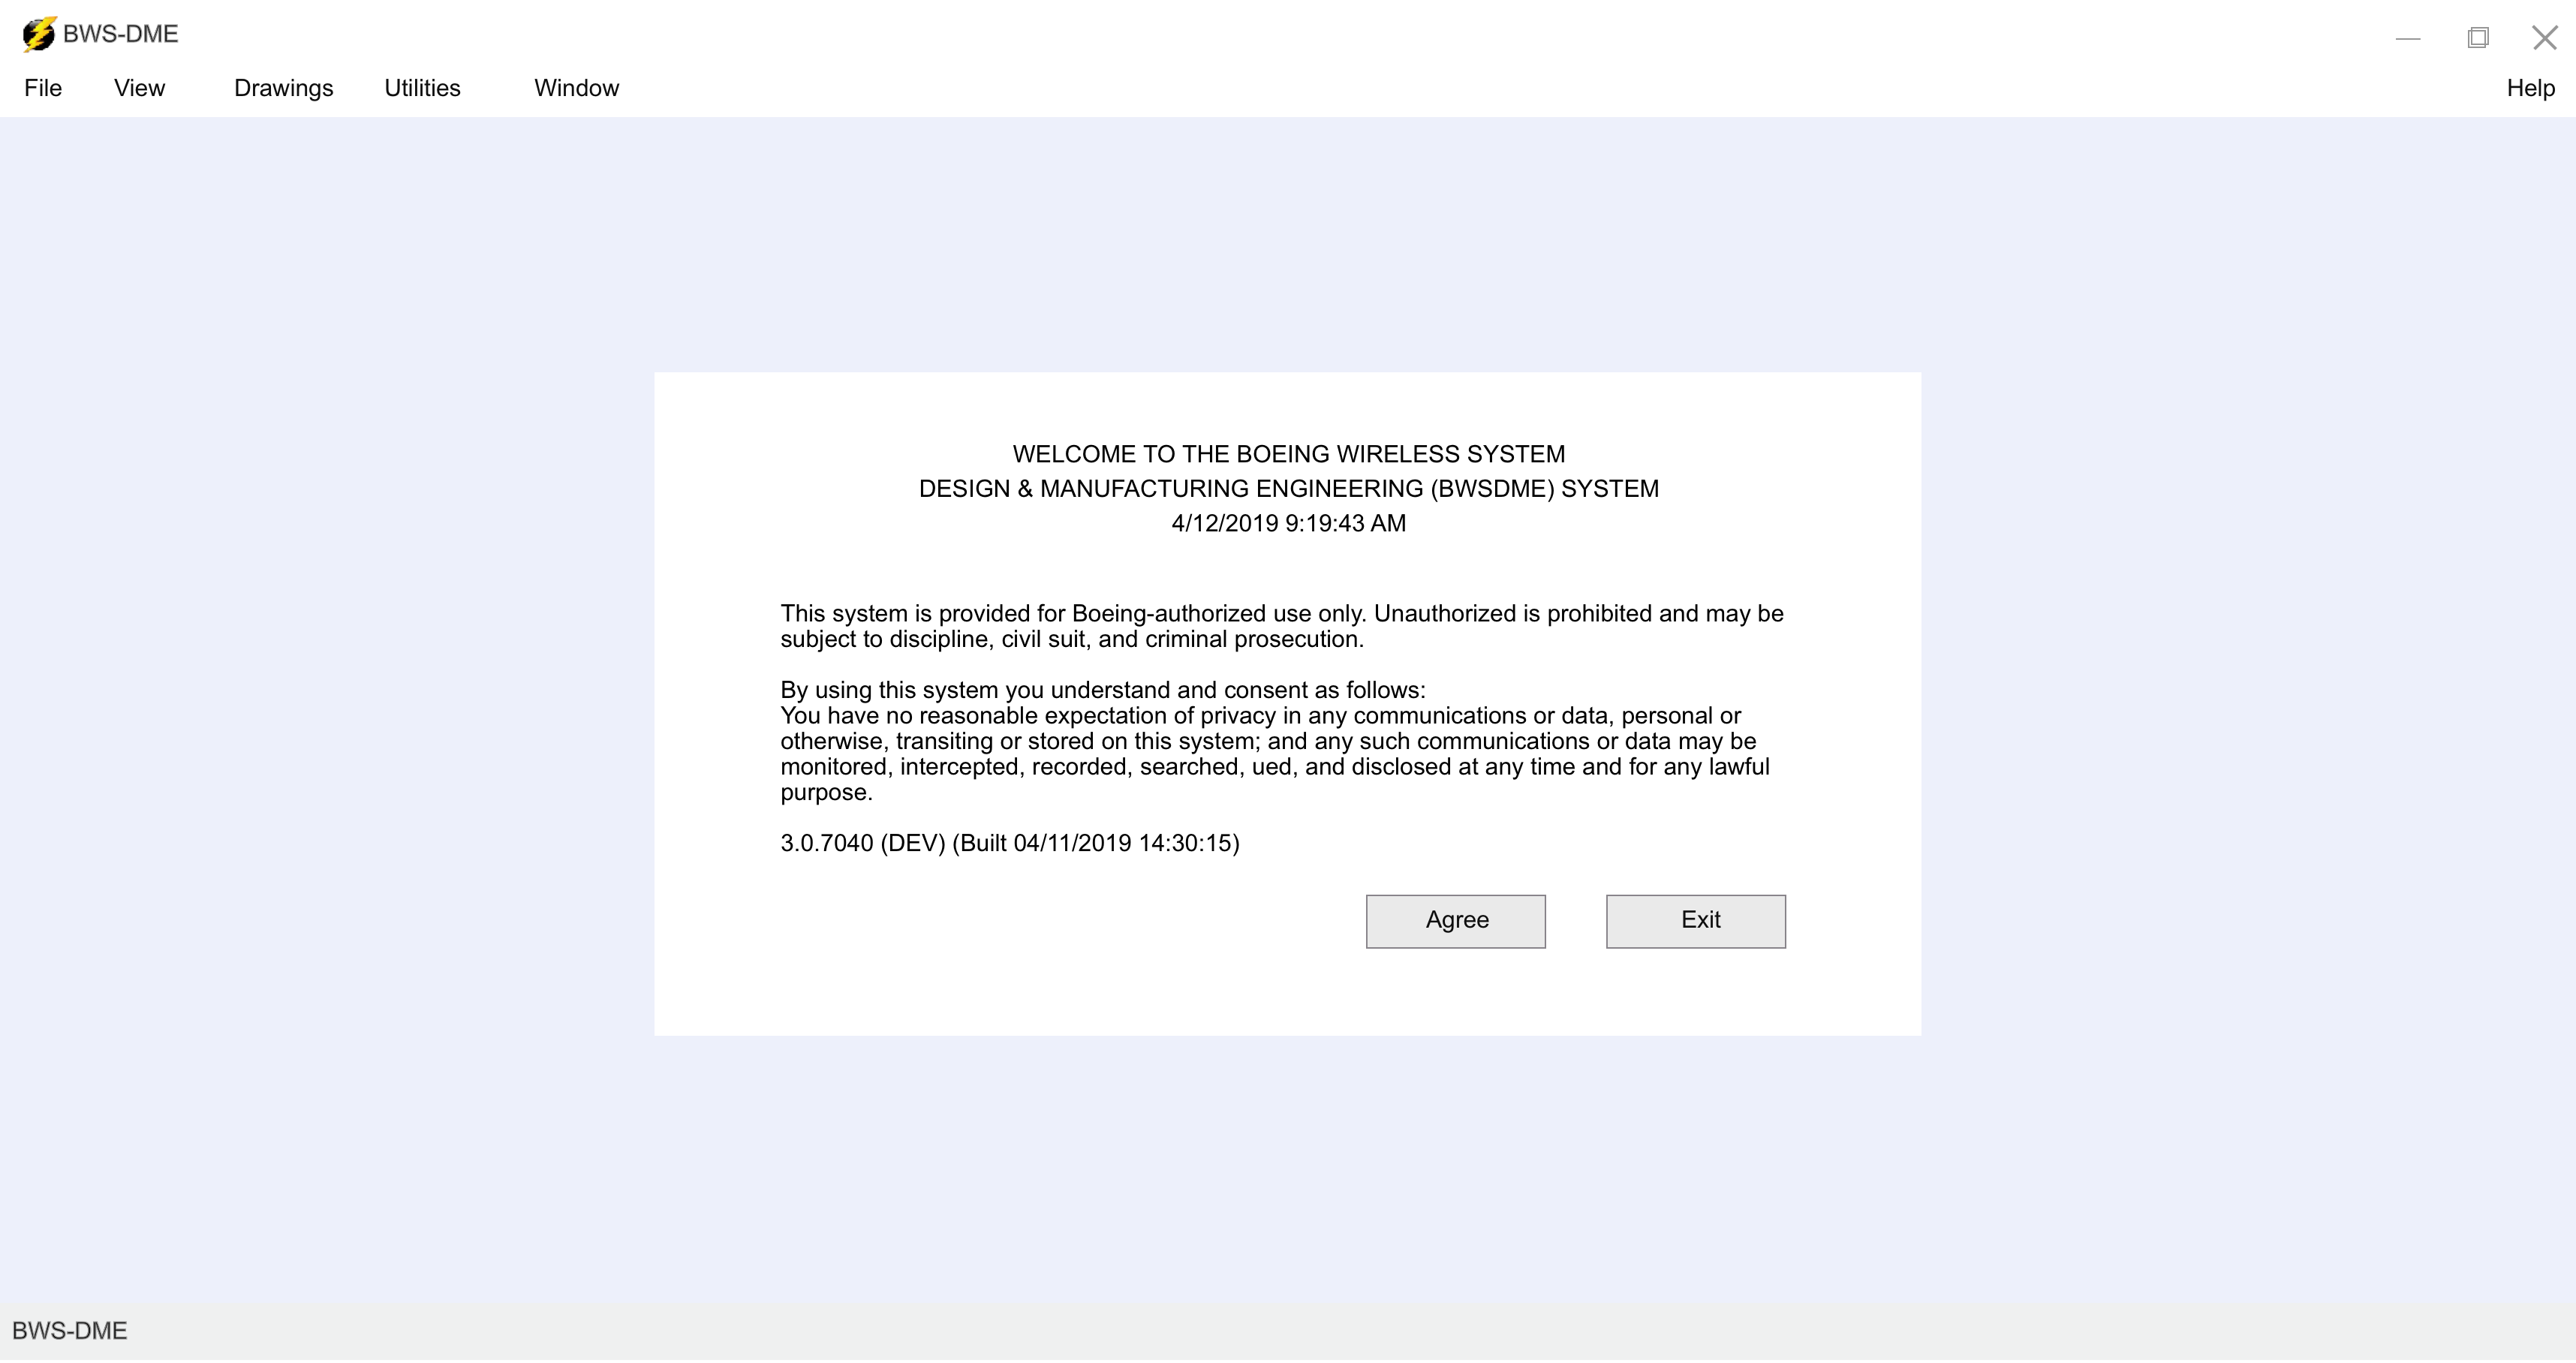 BWS-DME
File View Drawings Utilities Window Help
WELCOME TO THE BOEING WIRELESS SYSTEM
DESIGN & MANUFACTURING ENGINEERING (BWSDME) SYSTEM
4/12/2019 9:19:43 AM
This system is provided for Boeing-authorized use only. Unauthorized is prohibited and may be
subject to discipline, civil suit, and criminal prosecution.
By using this system you understand and consent as follows:
You have no reasonable expectation of privacy in any communications or data, personal or
otherwise, transiting or stored on this system; and any such communications or data may be
monitored, intercepted, recorded, searched, ued, and disclosed at any time and for any lawful
purpose.
3.0.7040 (DEV) (Built 04/11/2019 14:30:15)
Agree Exit
BWS-DME